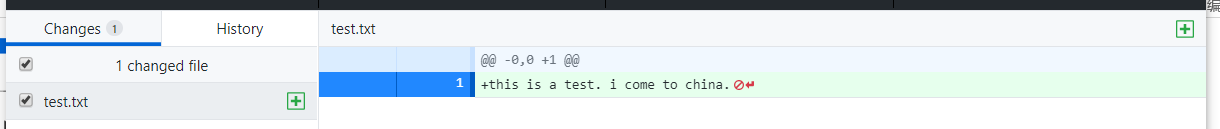 Changes 1
History
test.txt
1 changed file
@@ -0,0 +1 @@
test.txt
1 +this is a test. i come to china.
编